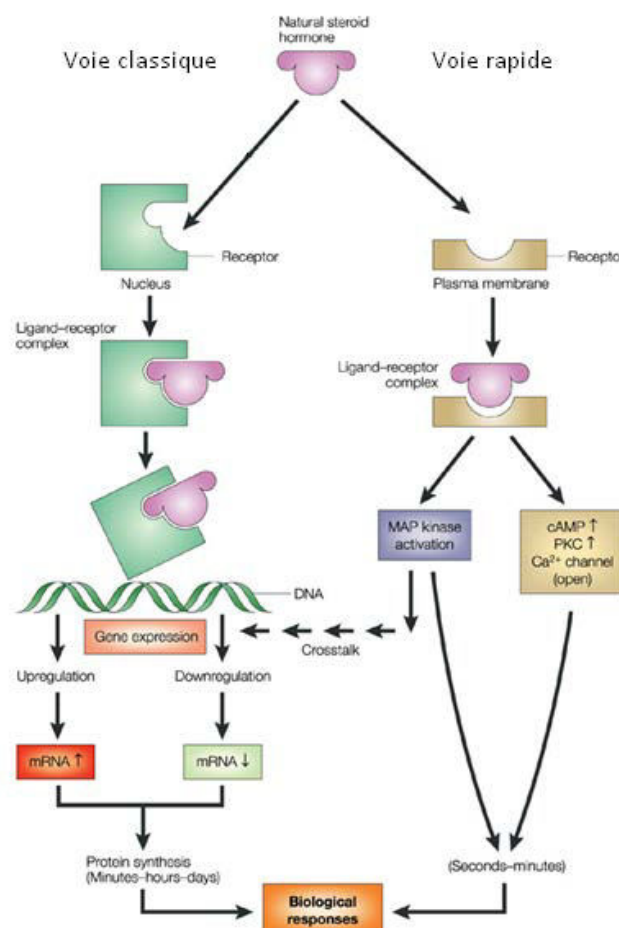 Natural steroid
hormone
Voie classique
Voie rapide
Receptor
Nucleus
Receptor
Plasma membrane
Ligand–receptor
complex
Ligand–receptor
complex
MAP kinase
activation
cAMP ↑
PKC ↑
Ca²⁺ channel
(open)
DNA
Gene expression
Crosstalk
Upregulation
Downregulation
mRNA ↑
mRNA ↓
Protein synthesis
(Minutes–hours–days)
(Seconds–minutes)
Biological
responses